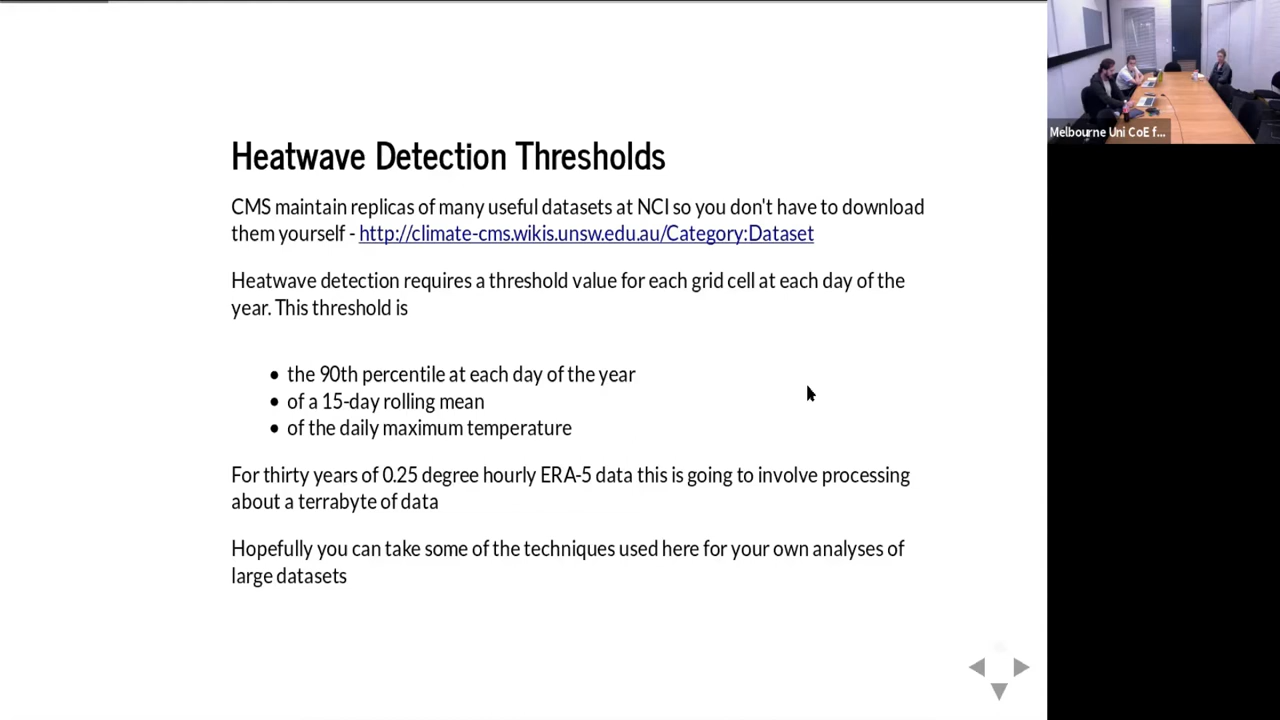 Heatwave Detection Thresholds
CMS maintain replicas of many useful datasets at NCI so you don't have to download
them yourself - http://climate-cms.wikis.unsw.edu.au/Category:Dataset
Heatwave detection requires a threshold value for each grid cell at each day of the
year. This threshold is
• the 90th percentile at each day of the year
• of a 15-day rolling mean
• of the daily maximum temperature
For thirty years of 0.25 degree hourly ERA-5 data this is going to involve processing
about a terrabyte of data
Hopefully you can take some of the techniques used here for your own analyses of
large datasets
Melbourne Uni CoE f...